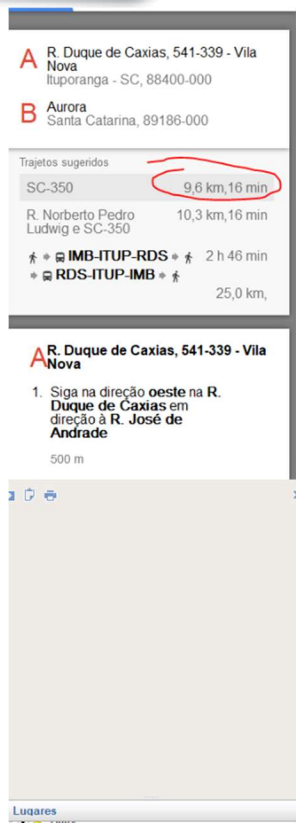 A R. Duque de Caxias, 541-339 - Vila
Nova
Ituporanga - SC, 88400-000
B Aurora
Santa Catarina, 89186-000
Trajetos sugeridos
SC-350 9,6 km,16 min
R. Norberto Pedro 10,3 km,16 min
Ludwig e SC-350
IMB-ITUP-RDS 2 h 46 min
RDS-ITUP-IMB
25,0 km,
A R. Duque de Caxias, 541-339 - Vila
Nova
1. Siga na direção oeste na R.
Duque de Caxias em
direção à R. José de
Andrade
500 m
Lugares